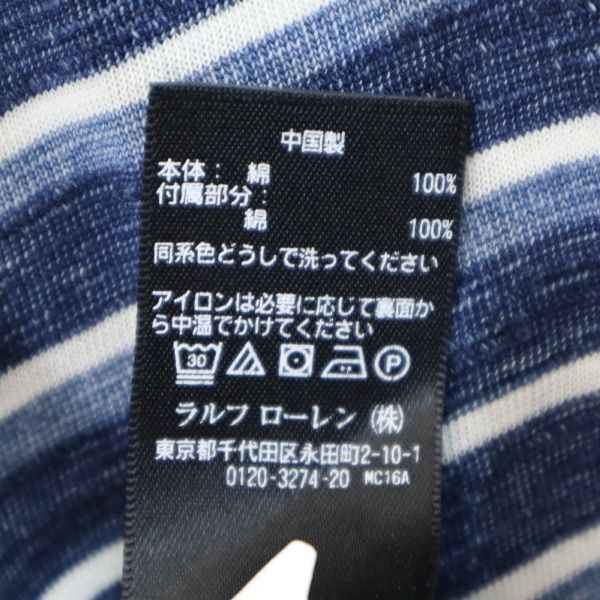 中国製
本体： 綿 100%
付属部分：
綿 100%
同系色どうしで洗ってください
アイロンは必要に応じて裏面か
ら中温でかけてください
30 P
ラルフ ローレン（株）
東京都千代田区永田町2-10-1
0120-3274-20 MC16A